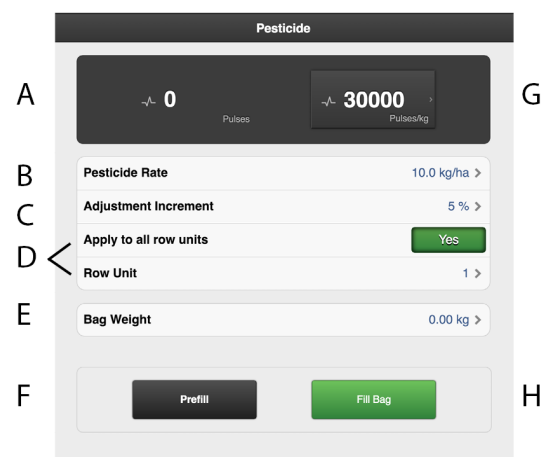 Pesticide
A
0
Pulses
30000
Pulses/kg
G
B
Pesticide Rate 10.0 kg/ha
C
Adjustment Increment 5 %
D
Apply to all row units Yes
Row Unit 1
E
Bag Weight 0.00 kg
F
Prefill
Fill Bag
H